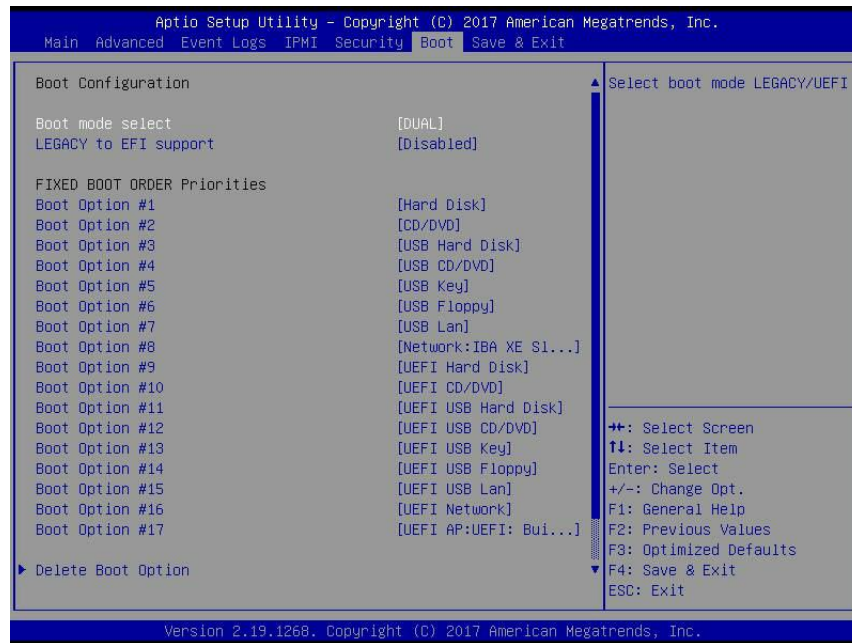 Aptio Setup Utility – Copyright (C) 2017 American Megatrends, Inc.
Main Advanced Event Logs IPMI Security Boot Save & Exit
Boot Configuration
Select boot mode LEGACY/UEFI
Boot mode select [DUAL]
LEGACY to EFI support [Disabled]
FIXED BOOT ORDER Priorities
Boot Option #1 [Hard Disk]
Boot Option #2 [CD/DVD]
Boot Option #3 [USB Hard Disk]
Boot Option #4 [USB CD/DVD]
Boot Option #5 [USB Key]
Boot Option #6 [USB Floppy]
Boot Option #7 [USB Lan]
Boot Option #8 [Network:IBA XE Sl...]
Boot Option #9 [UEFI Hard Disk]
Boot Option #10 [UEFI CD/DVD]
Boot Option #11 [UEFI USB Hard Disk]
Boot Option #12 [UEFI USB CD/DVD]
Boot Option #13 [UEFI USB Key]
Boot Option #14 [UEFI USB Floppy]
Boot Option #15 [UEFI USB Lan]
Boot Option #16 [UEFI Network]
Boot Option #17 [UEFI AP:UEFI: Bui...]
Delete Boot Option
→←: Select Screen
↑↓: Select Item
Enter: Select
+/-: Change Opt.
F1: General Help
F2: Previous Values
F3: Optimized Defaults
F4: Save & Exit
ESC: Exit
Version 2.19.1268. Copyright (C) 2017 American Megatrends, Inc.